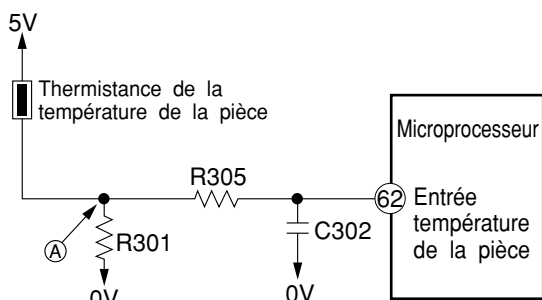 5V
Thermistance de la
température de la pièce
Microprocesseur
R305
62
Entrée
température
de la pièce
C302
A
R301
0V
0V